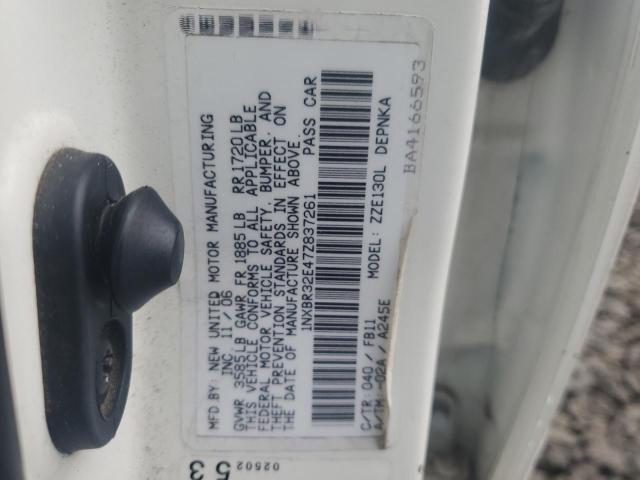 MFD BY: NEW UNITED MOTOR MANUFACTURING
INC 11/06
GVWR 3585LB GAWR FR 1885LB RR 1720LB
THIS VEHICLE CONFORMS TO ALL APPLICABLE
FEDERAL MOTOR VEHICLE SAFETY, BUMPER, AND
THEFT PREVENTION STANDARDS IN EFFECT ON
THE DATE OF MANUFACTURE SHOWN ABOVE.
1NXBR32E47Z837261 PASS CAR
C/TR: 040 / FB11 MODEL: ZZE130L DEPNKA
A/TM: -02A / A245E
BA4166593
02502
53